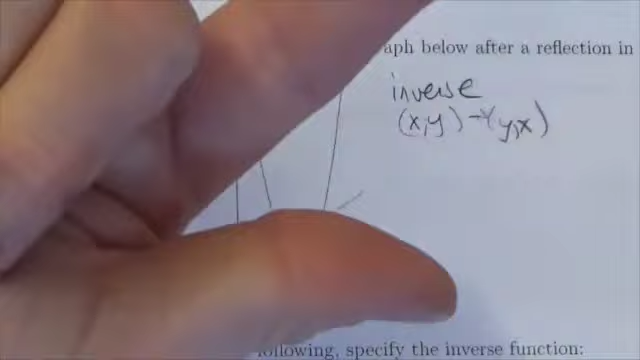 aph below after a reflection in
inverse
(x,y) → (y,x)
following, specify the inverse function: